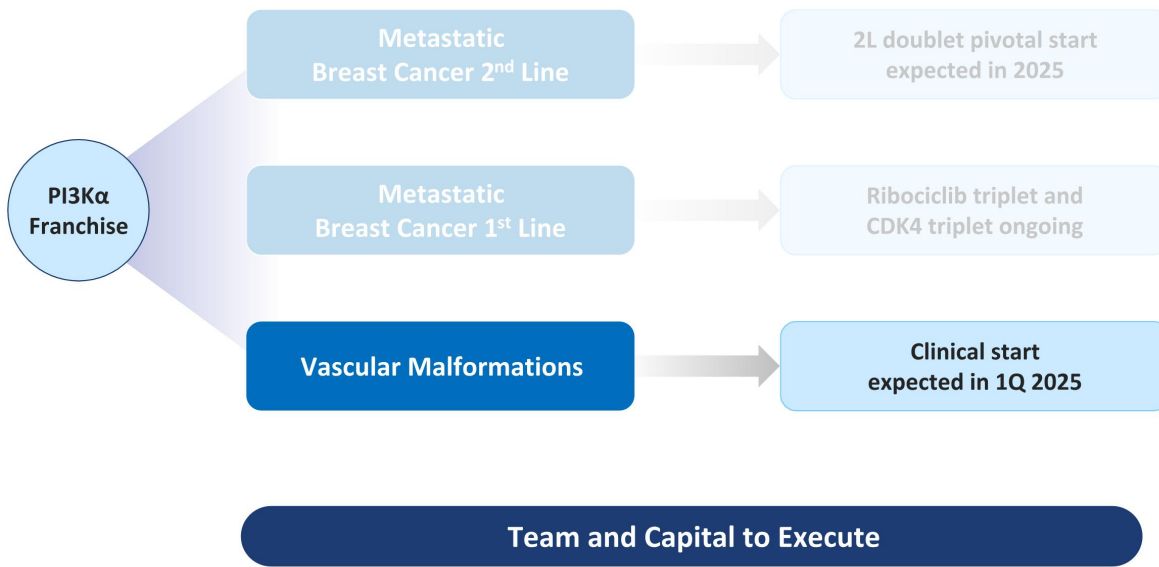 Metastatic
Breast Cancer 2nd Line
2L doublet pivotal start
expected in 2025
PI3Kα
Franchise
Metastatic
Breast Cancer 1st Line
Ribociclib triplet and
CDK4 triplet ongoing
Vascular Malformations
Clinical start
expected in 1Q 2025
Team and Capital to Execute